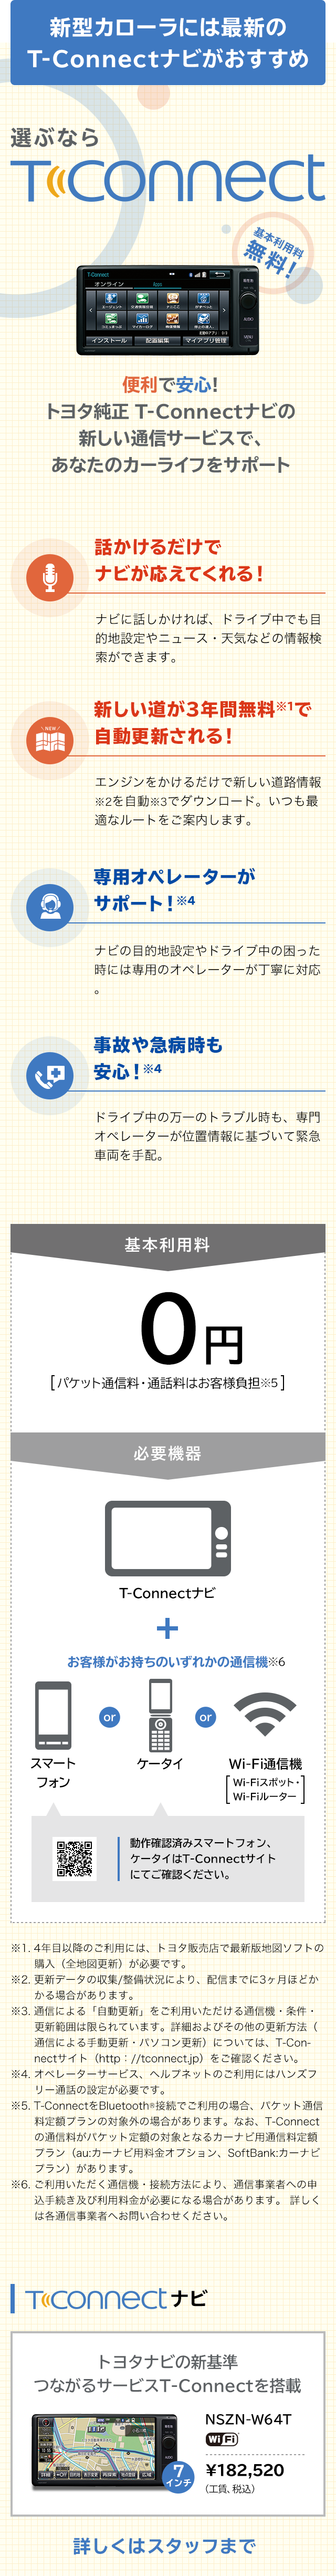 新型カローラには最新の
T-Connectナビがおすすめ
選ぶなら
T-Connect
基本利用料
無料!
T-Connect
オンライン
Apps
エージェント
インストール 配置編集 マイアプリ管理
AUDIO
便利で安心!
トヨタ純正 T-Connectナビの
新しい通信サービスで、
あなたのカーライフをサポート
話かけるだけで
ナビが応えてくれる!
ナビに話しかければ、ドライブ中でも目
的地設定やニュース・天気などの情報検
索ができます。
NEW
新しい道が3年間無料※1で
自動更新される!
エンジンをかけるだけで新しい道路情報
※2を自動※3でダウンロード。いつも最
適なルートをご案内します。
専用オペレーターが
サポート!※4
ナビの目的地設定やドライブ中の困った
時には専用のオペレーターが丁寧に対応
。
事故や急病時も
安心!※4
ドライブ中の万一のトラブル時も、専門
オペレーターが位置情報に基づいて緊急
車両を手配。
基本利用料
0円
[パケット通信料・通話料はお客様負担※5]
必要機器
T-Connectナビ
+
お客様がお持ちのいずれかの通信機※6
or or
スマート
フォン
ケータイ
Wi-Fi通信機
[Wi-Fiスポット・
Wi-Fiルーター]
動作確認済みスマートフォン、
ケータイはT-Connectサイト
にてご確認ください。
※1. 4年目以降のご利用には、トヨタ販売店で最新版地図ソフトの
購入（全地図更新）が必要です。
※2. 更新データの収集/整備状況により、配信までに3ヶ月ほどか
かる場合があります。
※3. 通信による「自動更新」をご利用いただける通信機・条件・
更新範囲は限られています。詳細およびその他の更新方法（
通信による手動更新・パソコン更新）については、T-Con-
nectサイト（http：//tconnect.jp）をご確認ください。
※4. オペレーターサービス、ヘルプネットのご利用にはハンズフ
リー通話の設定が必要です。
※5. T-ConnectをBluetooth®接続でご利用の場合、パケット通信
料定額プランの対象外の場合があります。なお、T-Connect
の通信料がパケット定額の対象となるカーナビ用通信料定額
プラン（au:カーナビ用料金オプション、SoftBank:カーナビ
プラン）があります。
※6. ご利用いただく通信機・接続方法により、通信事業者への申
込手続き及び利用料金が必要になる場合があります。 詳しく
は各通信事業者へお問い合わせください。
T-Connect ナビ
トヨタナビの新基準
つながるサービスT-Connectを搭載
NSZN-W64T
Wi Fi
7
インチ
¥182,520
（工賃、税込）
詳しくはスタッフまで